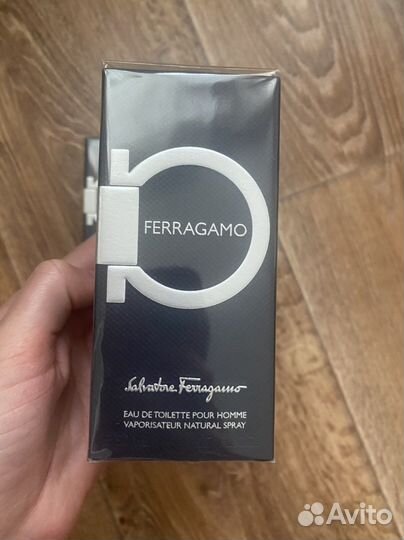 FERRAGAMO
Salvatore Ferragamo
EAU DE TOILETTE POUR HOMME
VAPORISATEUR NATURAL SPRAY
Avito